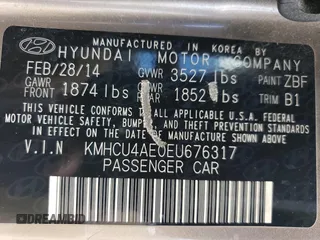 HYUNDAI
MANUFACTURED IN KOREA BY
HYUNDAI MOTOR COMPANY
FEB/28/14 GVWR 3527 lbs PAINT ZBF
GAWR FRONT 1874 lbs GAWR 1852 lbs TRIM B1
THIS VEHICLE CONFORMS TO ALL APPLICABLE FEDERAL MOTOR VEHICLE SAFETY, BUMPER, AND THEFT PREVENTION STANDARDS IN EFFECT ON THE DATE OF MANUFACTURE SHOWN ABOVE.
V.I.N KMHCU4AE0EU676317
PASSENGER CAR
DREAMBID